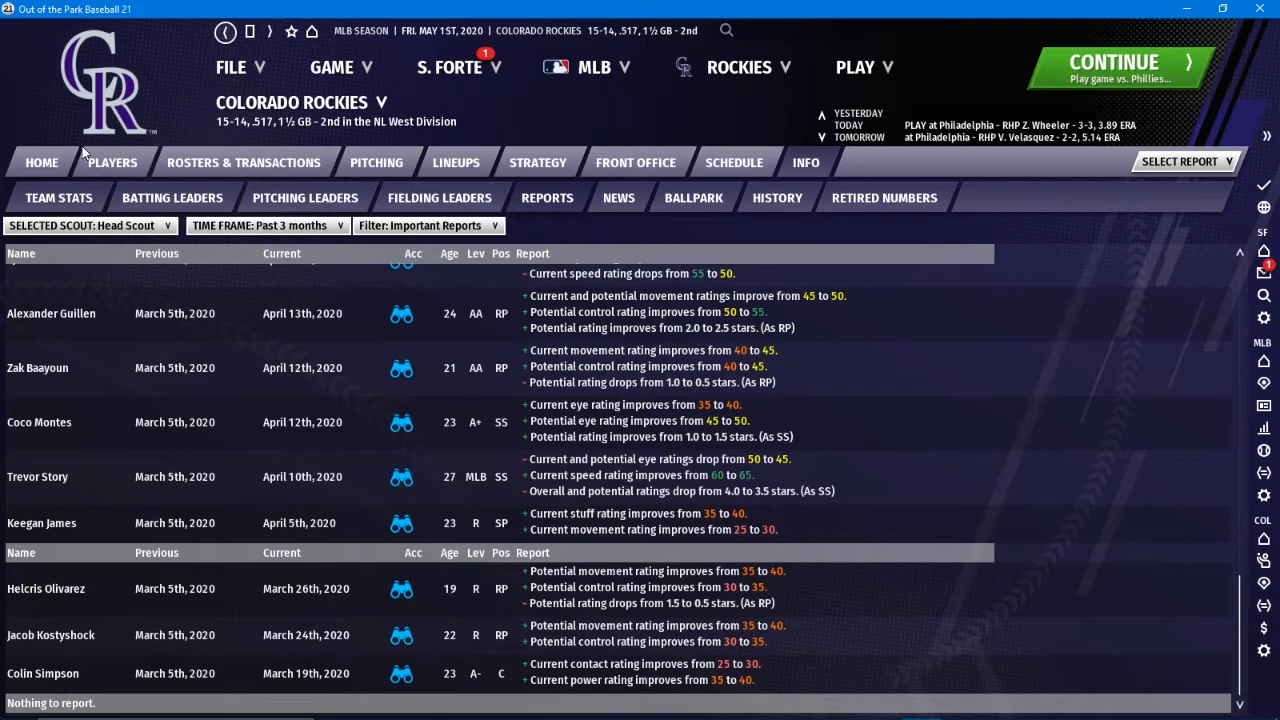 21 Out of the Park Baseball 21
MLB SEASON | FRI. MAY 1ST, 2020 | COLORADO ROCKIES 15-14, .517, 1½ GB - 2nd
FILE GAME S. FORTE 1 MLB ROCKIES PLAY
CONTINUE
Play game vs. Phillies...
COLORADO ROCKIES
15-14, .517, 1½ GB - 2nd in the NL West Division
YESTERDAY
TODAY PLAY at Philadelphia - RHP Z. Wheeler - 3-3, 3.89 ERA
TOMORROW at Philadelphia - RHP V. Velasquez - 2-2, 5.14 ERA
CR
HOME PLAYERS ROSTERS & TRANSACTIONS PITCHING LINEUPS STRATEGY FRONT OFFICE SCHEDULE INFO SELECT REPORT
TEAM STATS BATTING LEADERS PITCHING LEADERS FIELDING LEADERS REPORTS NEWS BALLPARK HISTORY RETIRED NUMBERS
SELECTED SCOUT: Head Scout TIME FRAME: Past 3 months Filter: Important Reports
Name Previous Current Acc Age Lev Pos Report
- Current speed rating drops from 55 to 50.
Alexander Guillen March 5th, 2020 April 13th, 2020 24 AA RP
+ Current and potential movement ratings improve from 45 to 50.
+ Potential control rating improves from 50 to 55.
+ Potential rating improves from 2.0 to 2.5 stars. (As RP)
Zak Baayoun March 5th, 2020 April 12th, 2020 21 AA RP
+ Current movement rating improves from 40 to 45.
+ Potential control rating improves from 40 to 45.
- Potential rating drops from 1.0 to 0.5 stars. (As RP)
Coco Montes March 5th, 2020 April 12th, 2020 23 A+ SS
+ Current eye rating improves from 35 to 40.
+ Potential eye rating improves from 45 to 50.
+ Potential rating improves from 1.0 to 1.5 stars. (As SS)
Trevor Story March 5th, 2020 April 10th, 2020 27 MLB SS
- Current and potential eye ratings drop from 50 to 45.
+ Current speed rating improves from 60 to 65.
- Overall and potential ratings drop from 4.0 to 3.5 stars. (As SS)
Keegan James March 5th, 2020 April 5th, 2020 23 R SP
+ Current stuff rating improves from 35 to 40.
+ Current movement rating improves from 25 to 30.
Name Previous Current Acc Age Lev Pos Report
Helcris Olivarez March 5th, 2020 March 26th, 2020 19 R RP
+ Potential movement rating improves from 35 to 40.
+ Potential control rating improves from 30 to 35.
- Potential rating drops from 1.5 to 0.5 stars. (As RP)
Jacob Kostyshock March 5th, 2020 March 24th, 2020 22 R RP
+ Potential movement rating improves from 35 to 40.
+ Potential control rating improves from 30 to 35.
Colin Simpson March 5th, 2020 March 19th, 2020 23 A- C
+ Current contact rating improves from 25 to 30.
+ Current power rating improves from 35 to 40.
Nothing to report.
SF
1
MLB
COL
$